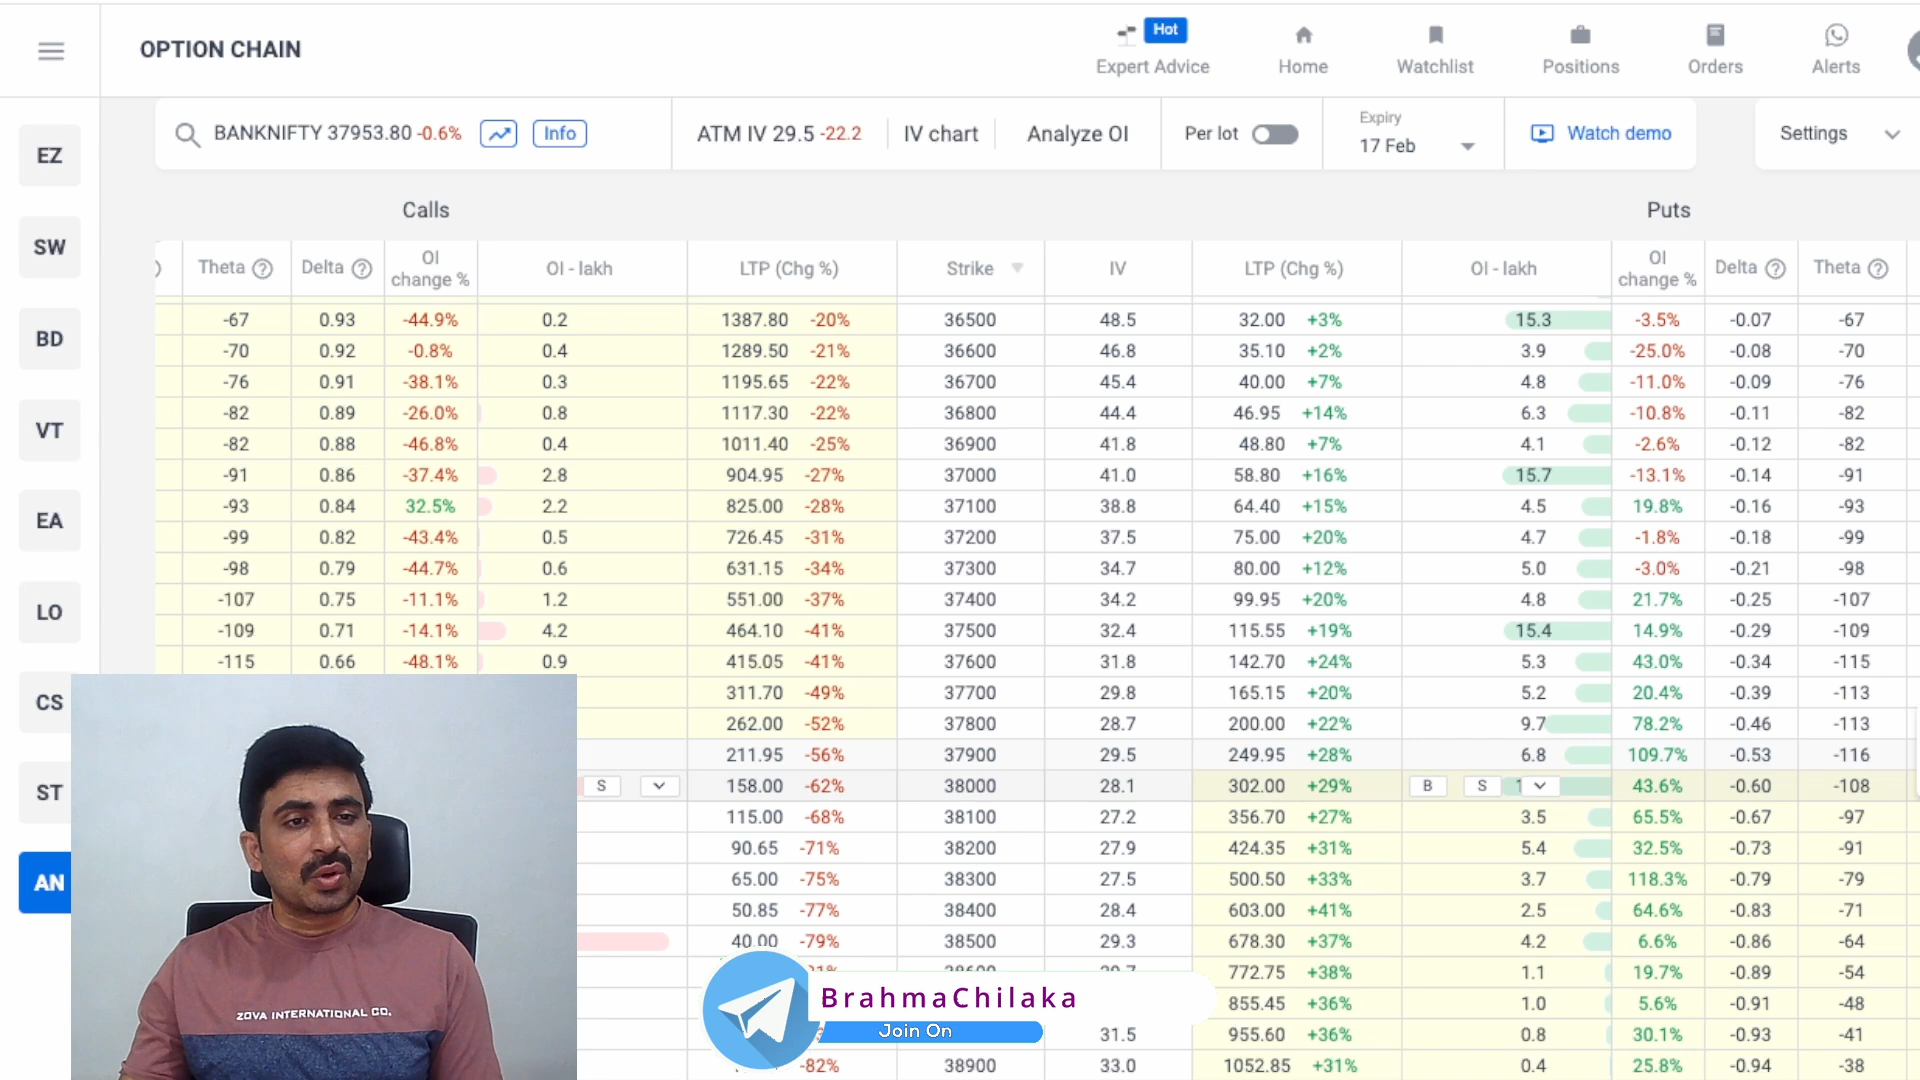 OPTION CHAIN
Hot
Expert Advice Home Watchlist Positions Orders Alerts
BANKNIFTY 37953.80 -0.6% Info ATM IV 29.5 -22.2 IV chart Analyze OI Per lot Expiry 17 Feb Watch demo Settings
EZ
SW
BD
VT
EA
LO
CS
ST
AN
Calls Puts
Theta Delta OI change % OI - lakh LTP (Chg %) Strike IV LTP (Chg %) OI - lakh OI change % Delta Theta
-67 0.93 -44.9% 0.2 1387.80 -20% 36500 48.5 32.00 +3% 15.3 -3.5% -0.07 -67
-70 0.92 -0.8% 0.4 1289.50 -21% 36600 46.8 35.10 +2% 3.9 -25.0% -0.08 -70
-76 0.91 -38.1% 0.3 1195.65 -22% 36700 45.4 40.00 +7% 4.8 -11.0% -0.09 -76
-82 0.89 -26.0% 0.8 1117.30 -22% 36800 44.4 46.95 +14% 6.3 -10.8% -0.11 -82
-82 0.88 -46.8% 0.4 1011.40 -25% 36900 41.8 48.80 +7% 4.1 -2.6% -0.12 -82
-91 0.86 -37.4% 2.8 904.95 -27% 37000 41.0 58.80 +16% 15.7 -13.1% -0.14 -91
-93 0.84 32.5% 2.2 825.00 -28% 37100 38.8 64.40 +15% 4.5 19.8% -0.16 -93
-99 0.82 -43.4% 0.5 726.45 -31% 37200 37.5 75.00 +20% 4.7 -1.8% -0.18 -99
-98 0.79 -44.7% 0.6 631.15 -34% 37300 34.7 80.00 +12% 5.0 -3.0% -0.21 -98
-107 0.75 -11.1% 1.2 551.00 -37% 37400 34.2 99.95 +20% 4.8 21.7% -0.25 -107
-109 0.71 -14.1% 4.2 464.10 -41% 37500 32.4 115.55 +19% 15.4 14.9% -0.29 -109
-115 0.66 -48.1% 0.9 415.05 -41% 37600 31.8 142.70 +24% 5.3 43.0% -0.34 -115
311.70 -49% 37700 29.8 165.15 +20% 5.2 20.4% -0.39 -113
262.00 -52% 37800 28.7 200.00 +22% 9.7 78.2% -0.46 -113
211.95 -56% 37900 29.5 249.95 +28% 6.8 109.7% -0.53 -116
S 158.00 -62% 38000 28.1 302.00 +29% B S 43.6% -0.60 -108
115.00 -68% 38100 27.2 356.70 +27% 3.5 65.5% -0.67 -97
90.65 -71% 38200 27.9 424.35 +31% 5.4 32.5% -0.73 -91
65.00 -75% 38300 27.5 500.50 +33% 3.7 118.3% -0.79 -79
50.85 -77% 38400 28.4 603.00 +41% 2.5 64.6% -0.83 -71
40.00 -79% 38500 29.3 678.30 +37% 4.2 6.6% -0.86 -64
772.75 +38% 1.1 19.7% -0.89 -54
855.45 +36% 1.0 5.6% -0.91 -48
31.5 955.60 +36% 0.8 30.1% -0.93 -41
-82% 38900 33.0 1052.85 +31% 0.4 25.8% -0.94 -38
BrahmaChilaka
Join On
ZOVA INTERNATIONAL CO.